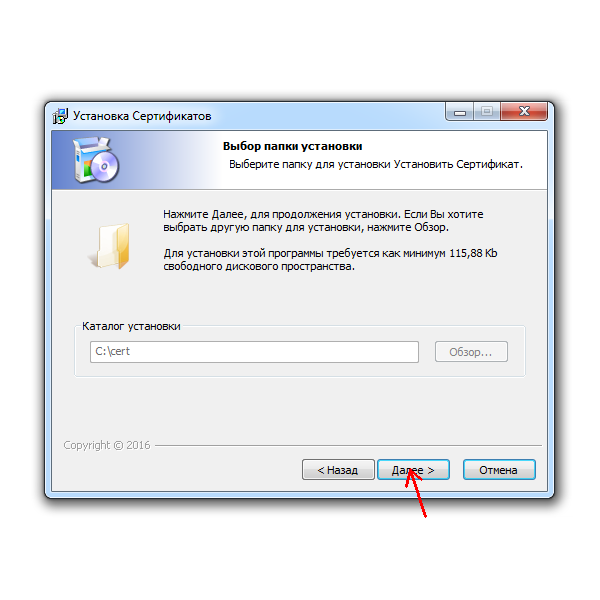 Установка Сертификатов
Выбор папки установки
Выберите папку для установки Установить Сертификат.
Нажмите Далее, для продолжения установки. Если Вы хотите
выбрать другую папку для установки, нажмите Обзор.
Для установки этой программы требуется как минимум 115,88 Kb
свободного дискового пространства.
Каталог установки
C:\cert
Обзор...
Copyright © 2016
< Назад
Далее >
Отмена